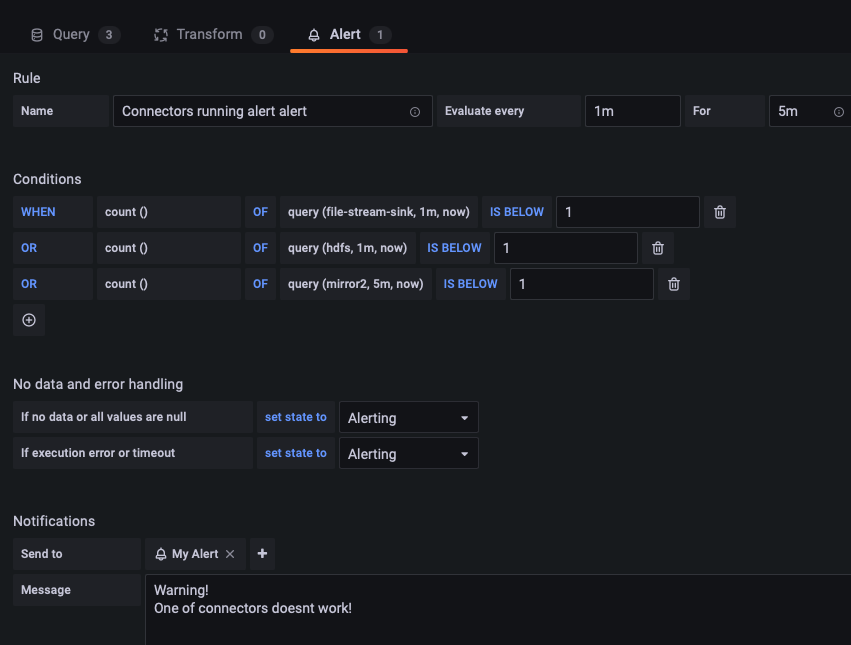 Query 3 Transform 0 Alert 1
Rule
Name Connectors running alert alert Evaluate every 1m For 5m
Conditions
WHEN count () OF query (file-stream-sink, 1m, now) IS BELOW 1
OR count () OF query (hdfs, 1m, now) IS BELOW 1
OR count () OF query (mirror2, 5m, now) IS BELOW 1
No data and error handling
If no data or all values are null set state to Alerting
If execution error or timeout set state to Alerting
Notifications
Send to My Alert
Message Warning!
One of connectors doesnt work!